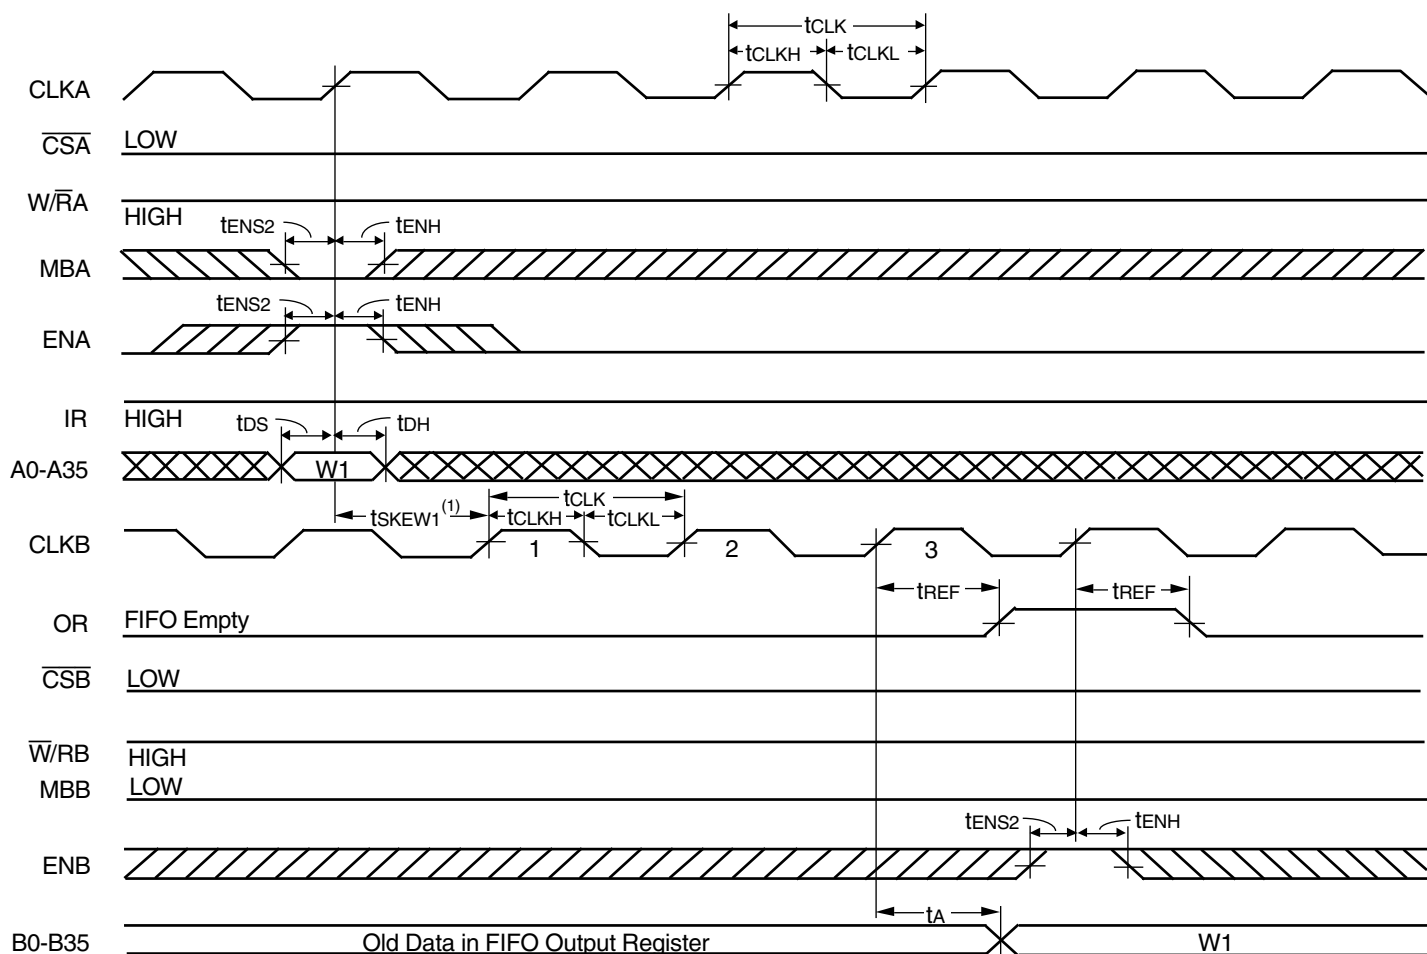 tCLK
tCLKH tCLKL
CLKA
CSA LOW
W/RA HIGH
tENS2 tENH
MBA
tENS2 tENH
ENA
IR HIGH
tDS tDH
A0-A35 W1
tSKEW1(1) tCLK
tCLKH tCLKL
CLKB 1 2 3
tREF tREF
OR FIFO Empty
CSB LOW
W/RB HIGH
MBB LOW
tENS2 tENH
ENB
tA
B0-B35 Old Data in FIFO Output Register W1